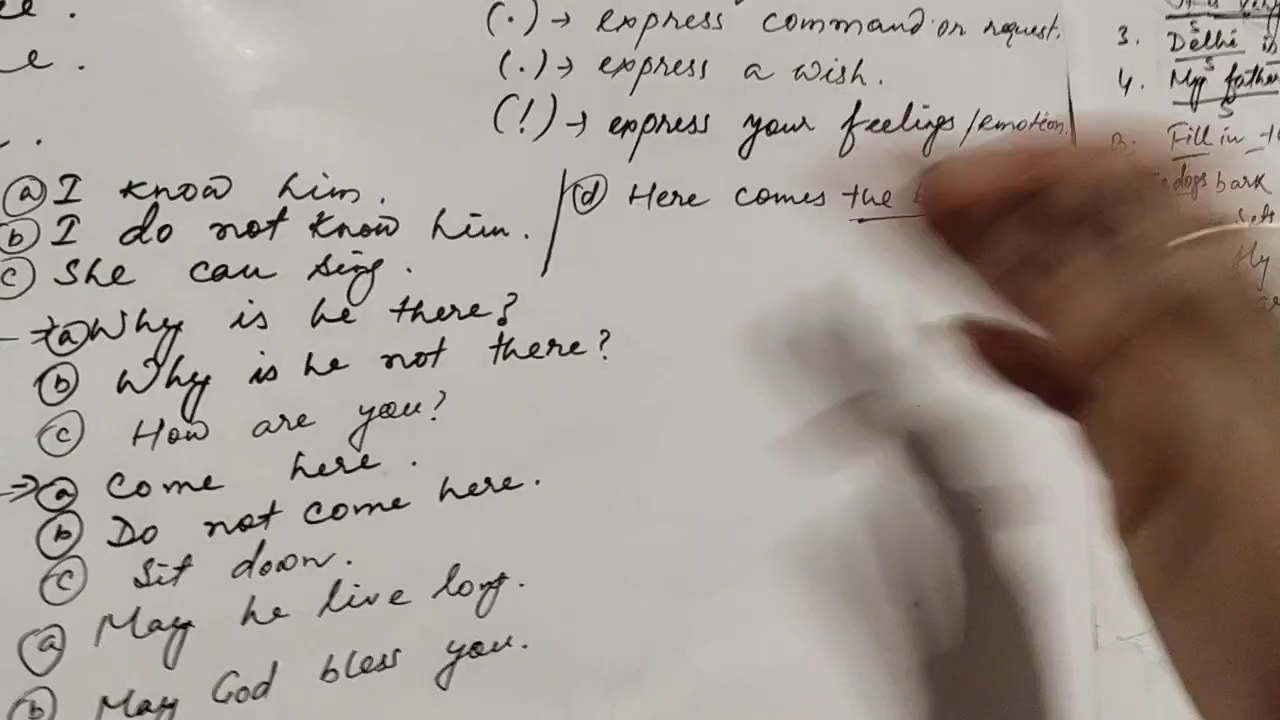 e.
e.
(.) → express command or request.
(.) → express a wish.
(!) → express your feelings/emotion.
(a) I know him.
(b) I do not know him.
(c) She can sing.
(d) Here comes the
(a) Why is he there?
(b) Why is he not there?
(c) How are you?
⇒ (a) Come here.
(b) Do not come here.
(c) Sit down.
(a) May he live long.
(b) May God bless you.
3. Delhi is
S
4. My father
S
B. Fill in
dogs bark